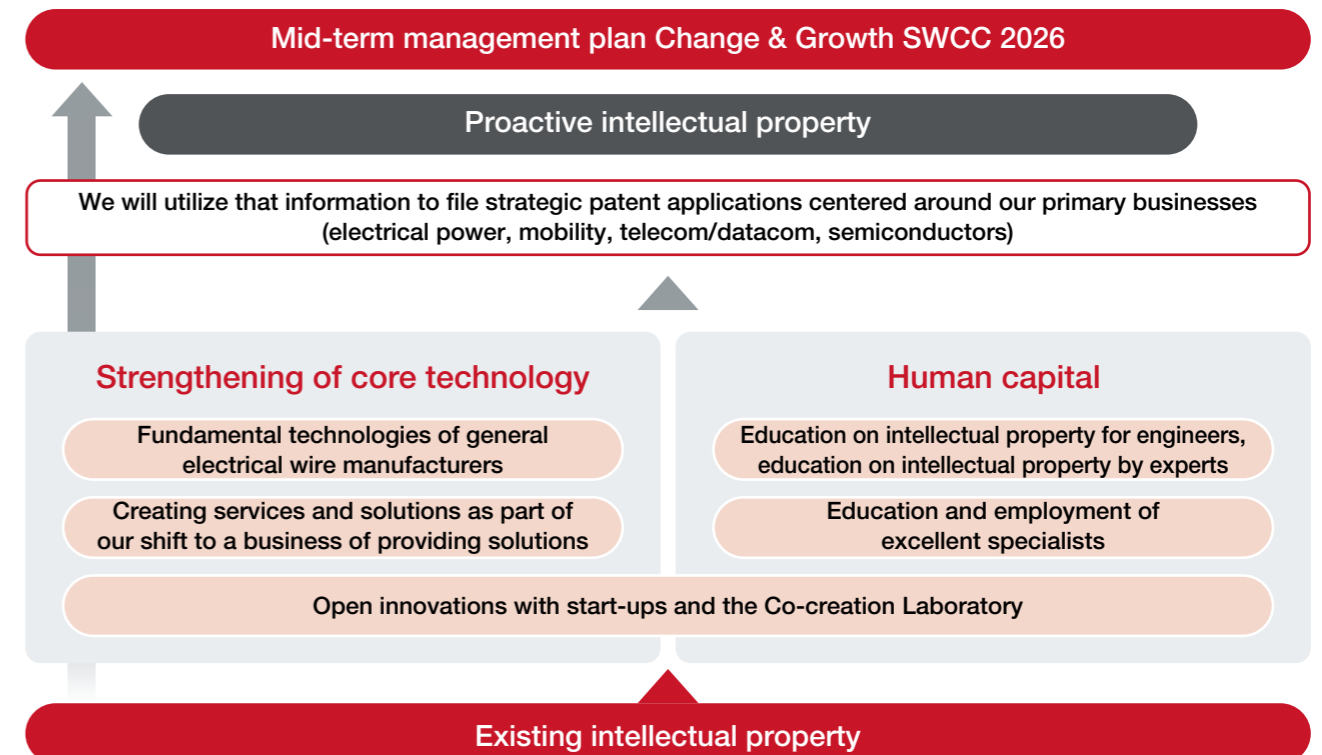 Mid-term management plan Change & Growth SWCC 2026
Proactive intellectual property
We will utilize that information to file strategic patent applications centered around our primary businesses
(electrical power, mobility, telecom/datacom, semiconductors)
Strengthening of core technology
Fundamental technologies of general
electrical wire manufacturers
Creating services and solutions as part of
our shift to a business of providing solutions
Human capital
Education on intellectual property for engineers,
education on intellectual property by experts
Education and employment of
excellent specialists
Open innovations with start-ups and the Co-creation Laboratory
Existing intellectual property